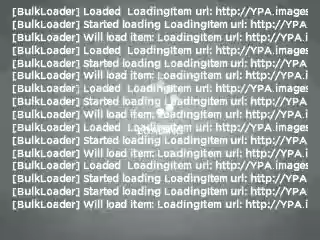 [BulkLoader] Loaded LoadingItem url: http://YPA.images
[BulkLoader] Started loading LoadingItem url: http://YPA
[BulkLoader] Will load item: LoadingItem url: http://YPA.i
[BulkLoader] Loaded LoadingItem url: http://YPA.images
[BulkLoader] Started loading LoadingItem url: http://YPA
[BulkLoader] Will load item: LoadingItem url: http://YPA.i
[BulkLoader] Loaded LoadingItem url: http://YPA.images
[BulkLoader] Started loading LoadingItem url: http://YPA
[BulkLoader] Will load item: LoadingItem url: http://YPA.i
[BulkLoader] Loaded LoadingItem url: http://YPA.images
[BulkLoader] Started loading LoadingItem url: http://YPA
[BulkLoader] Will load item: LoadingItem url: http://YPA.i
[BulkLoader] Loaded LoadingItem url: http://YPA.images
[BulkLoader] Started loading LoadingItem url: http://YPA
[BulkLoader] Started loading LoadingItem url: http://YPA
[BulkLoader] Will load item: LoadingItem url: http://YPA.i